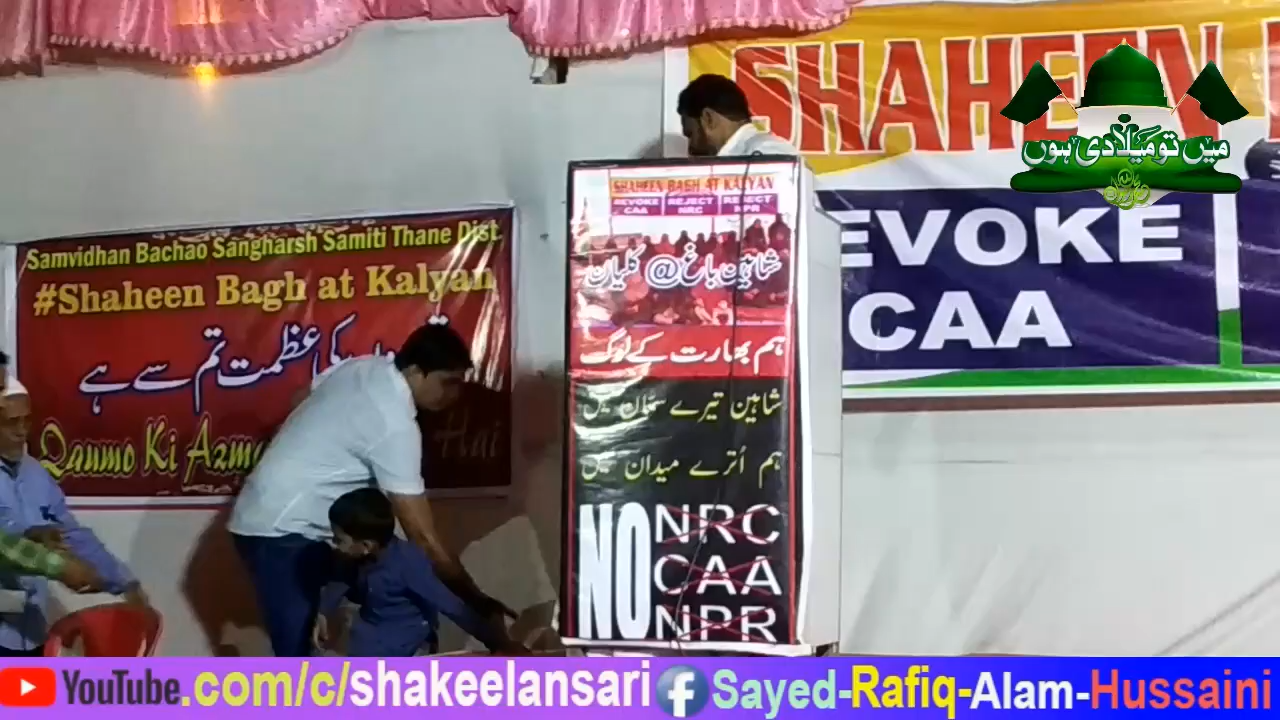 Samvidhan Bachao Sangharsh Samiti Thane Dist.
#Shaheen Bagh at Kalyan
کی عظمت تم سے ہے
Qaumo Ki Azm
Hai
SHAHEEN BAGH AT KALYAN
REVOKE CAA
REJECT NRC
REJECT NPR
شاہین باغ @ کلیان
ہم بھارت کے لوگ
شاہین تیرے سمان میں
ہم اُترے میدان میں
NO NRC
CAA
NPR
SHAHEEN
EVOKE
CAA
میں تو میلادی ہوں
YouTube.com/c/shakeelansari
Sayed-Rafiq-Alam-Hussaini